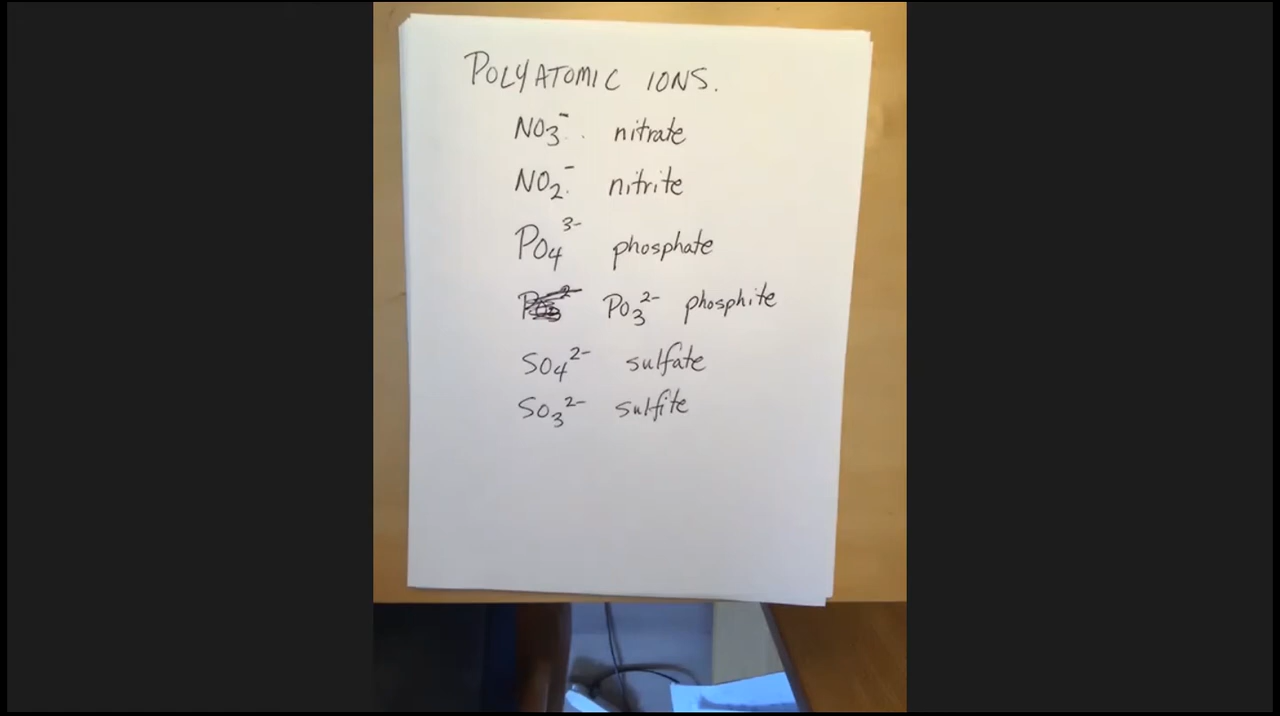 POLYATOMIC IONS.
NO₃⁻ nitrate
NO₂⁻ nitrite
PO₄³⁻ phosphate
PO₃²⁻ phosphite
SO₄²⁻ sulfate
SO₃²⁻ sulfite